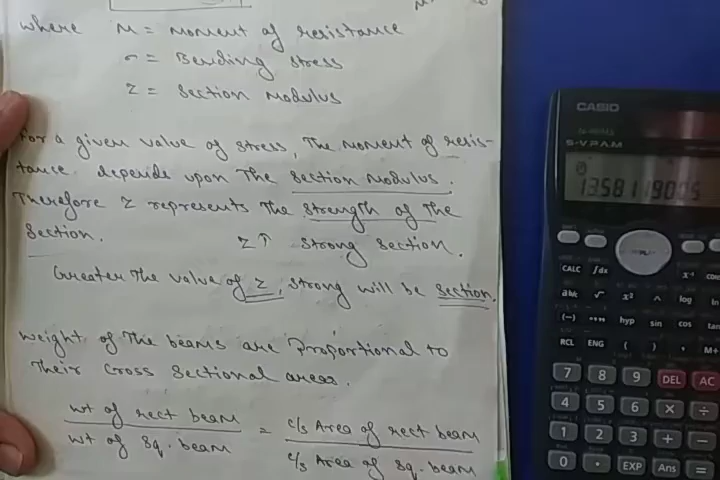 where M = Moment of resistance
σ = Bending stress
Z = Section Modulus
For a given value of stress, The Moment of resis-
tance depends upon The Section Modulus.
Therefore Z represents The strength of The
Section. Z↑ strong section.
Greater The value of Z, strong will be section.
Weight of The beams are Proportional to
Their Cross Sectional areas.
wt of rect beam / wt of Sq. beam = c/s Area of rect beam / c/s Area of Sq. beam
CASIO
S-V.P.A.M.
CALC ∫dx x⁻¹
√ x² ^ log ln
(-) hyp sin cos tan
RCL ENG ( ) , M+
7 8 9 DEL AC
4 5 6 × ÷
1 2 3 + −
0 . EXP Ans =